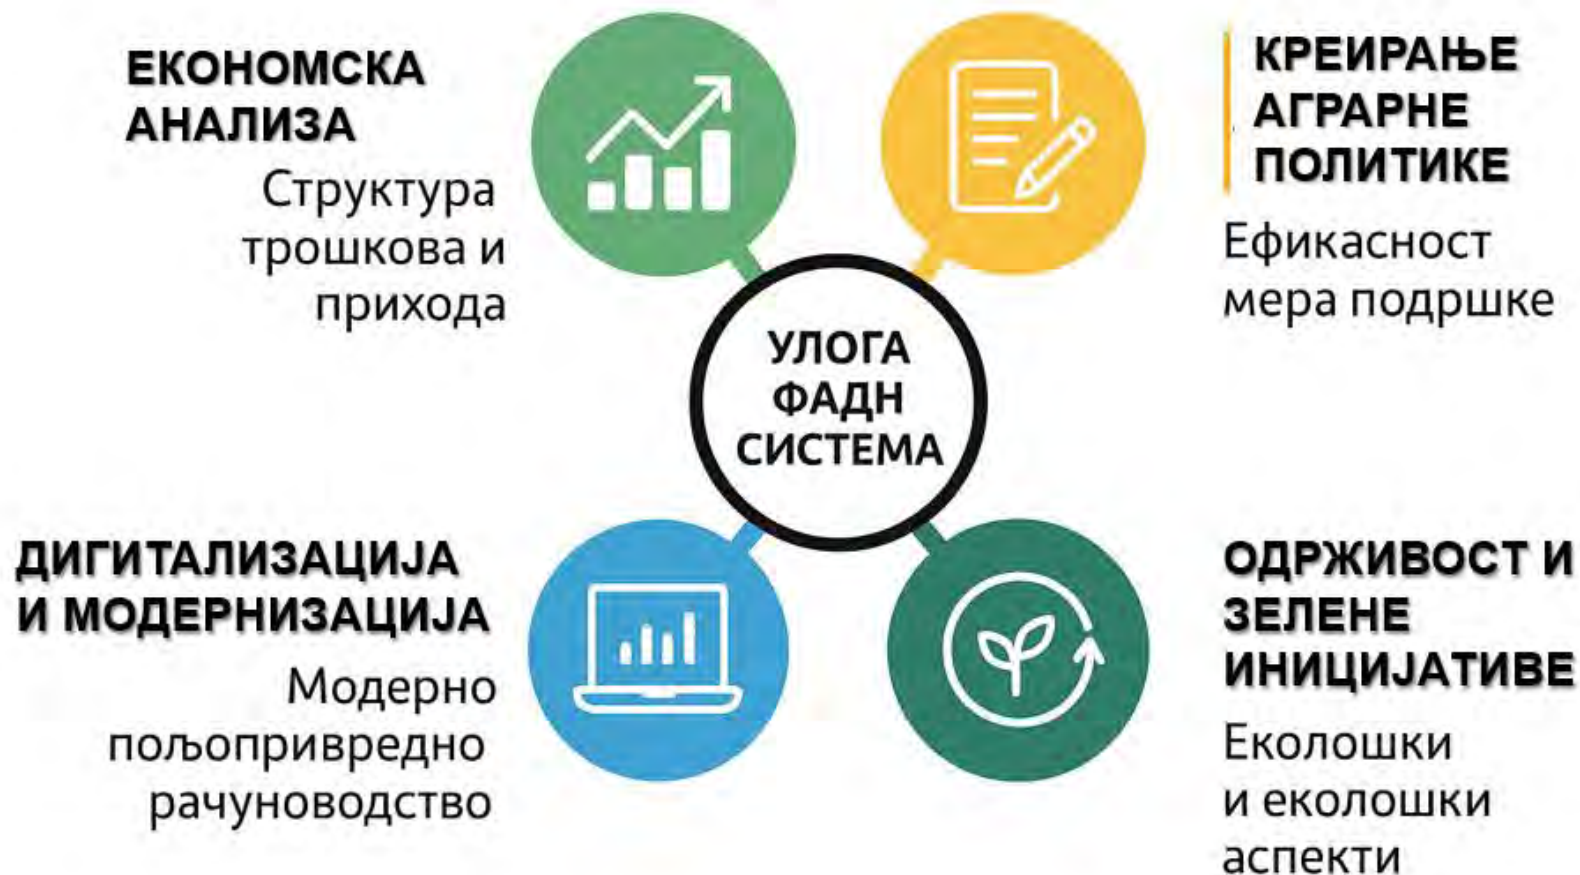 ЕКОНОМСКА
АНАЛИЗА
Структура
трошкова и
прихода
КРЕИРАЊЕ
АГРАРНЕ
ПОЛИТИКЕ
Ефикасност
мера подршке
УЛОГА
ФАДН
СИСТЕМА
ДИГИТАЛИЗАЦИЈА
И МОДЕРНИЗАЦИЈА
Модерно
пољопривредно
рачуноводство
ОДРЖИВОСТ И
ЗЕЛЕНЕ
ИНИЦИЈАТИВЕ
Еколошки
и еколошки
аспекти